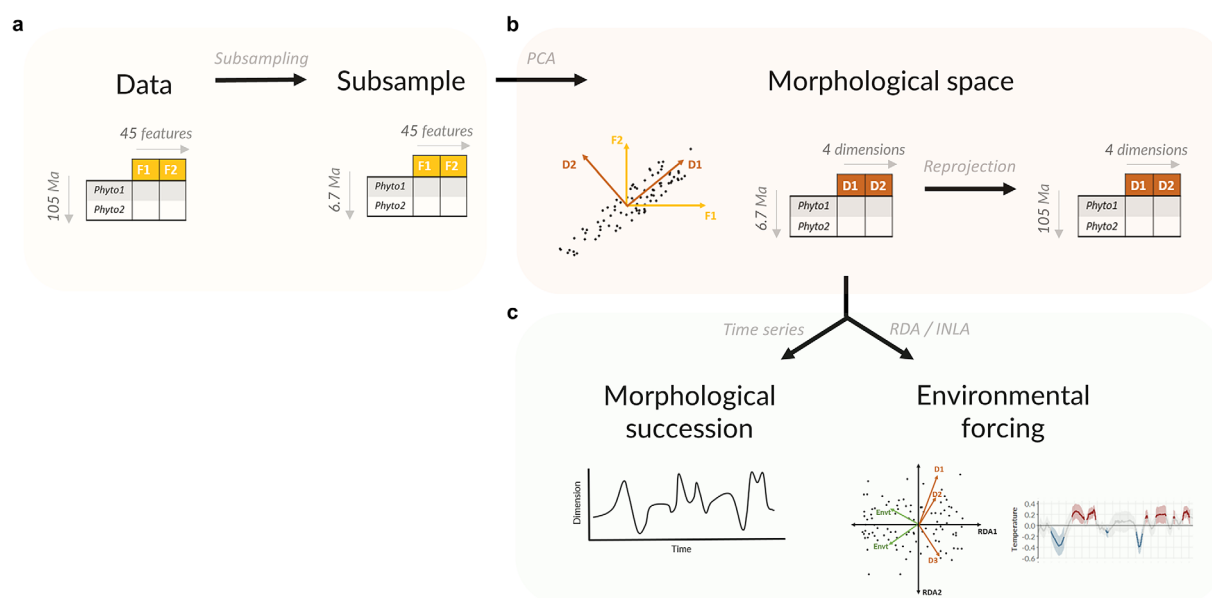 a
Subsampling
Data
Subsample
45 features
F1 F2
105 Ma
Phyto1
Phyto2
45 features
F1 F2
6.7 Ma
Phyto1
Phyto2
b
PCA
Morphological space
F2
D2
D1
F1
4 dimensions
D1 D2
6.7 Ma
Phyto1
Phyto2
Reprojection
4 dimensions
D1 D2
105 Ma
Phyto1
Phyto2
c
Time series
RDA / INLA
Morphological
succession
Dimension
Time
Environmental
forcing
D1
D2
Envt
RDA1
Envt
D3
RDA2
Temperature
0.4
0.2
0.0
-0.2
-0.4
-0.6